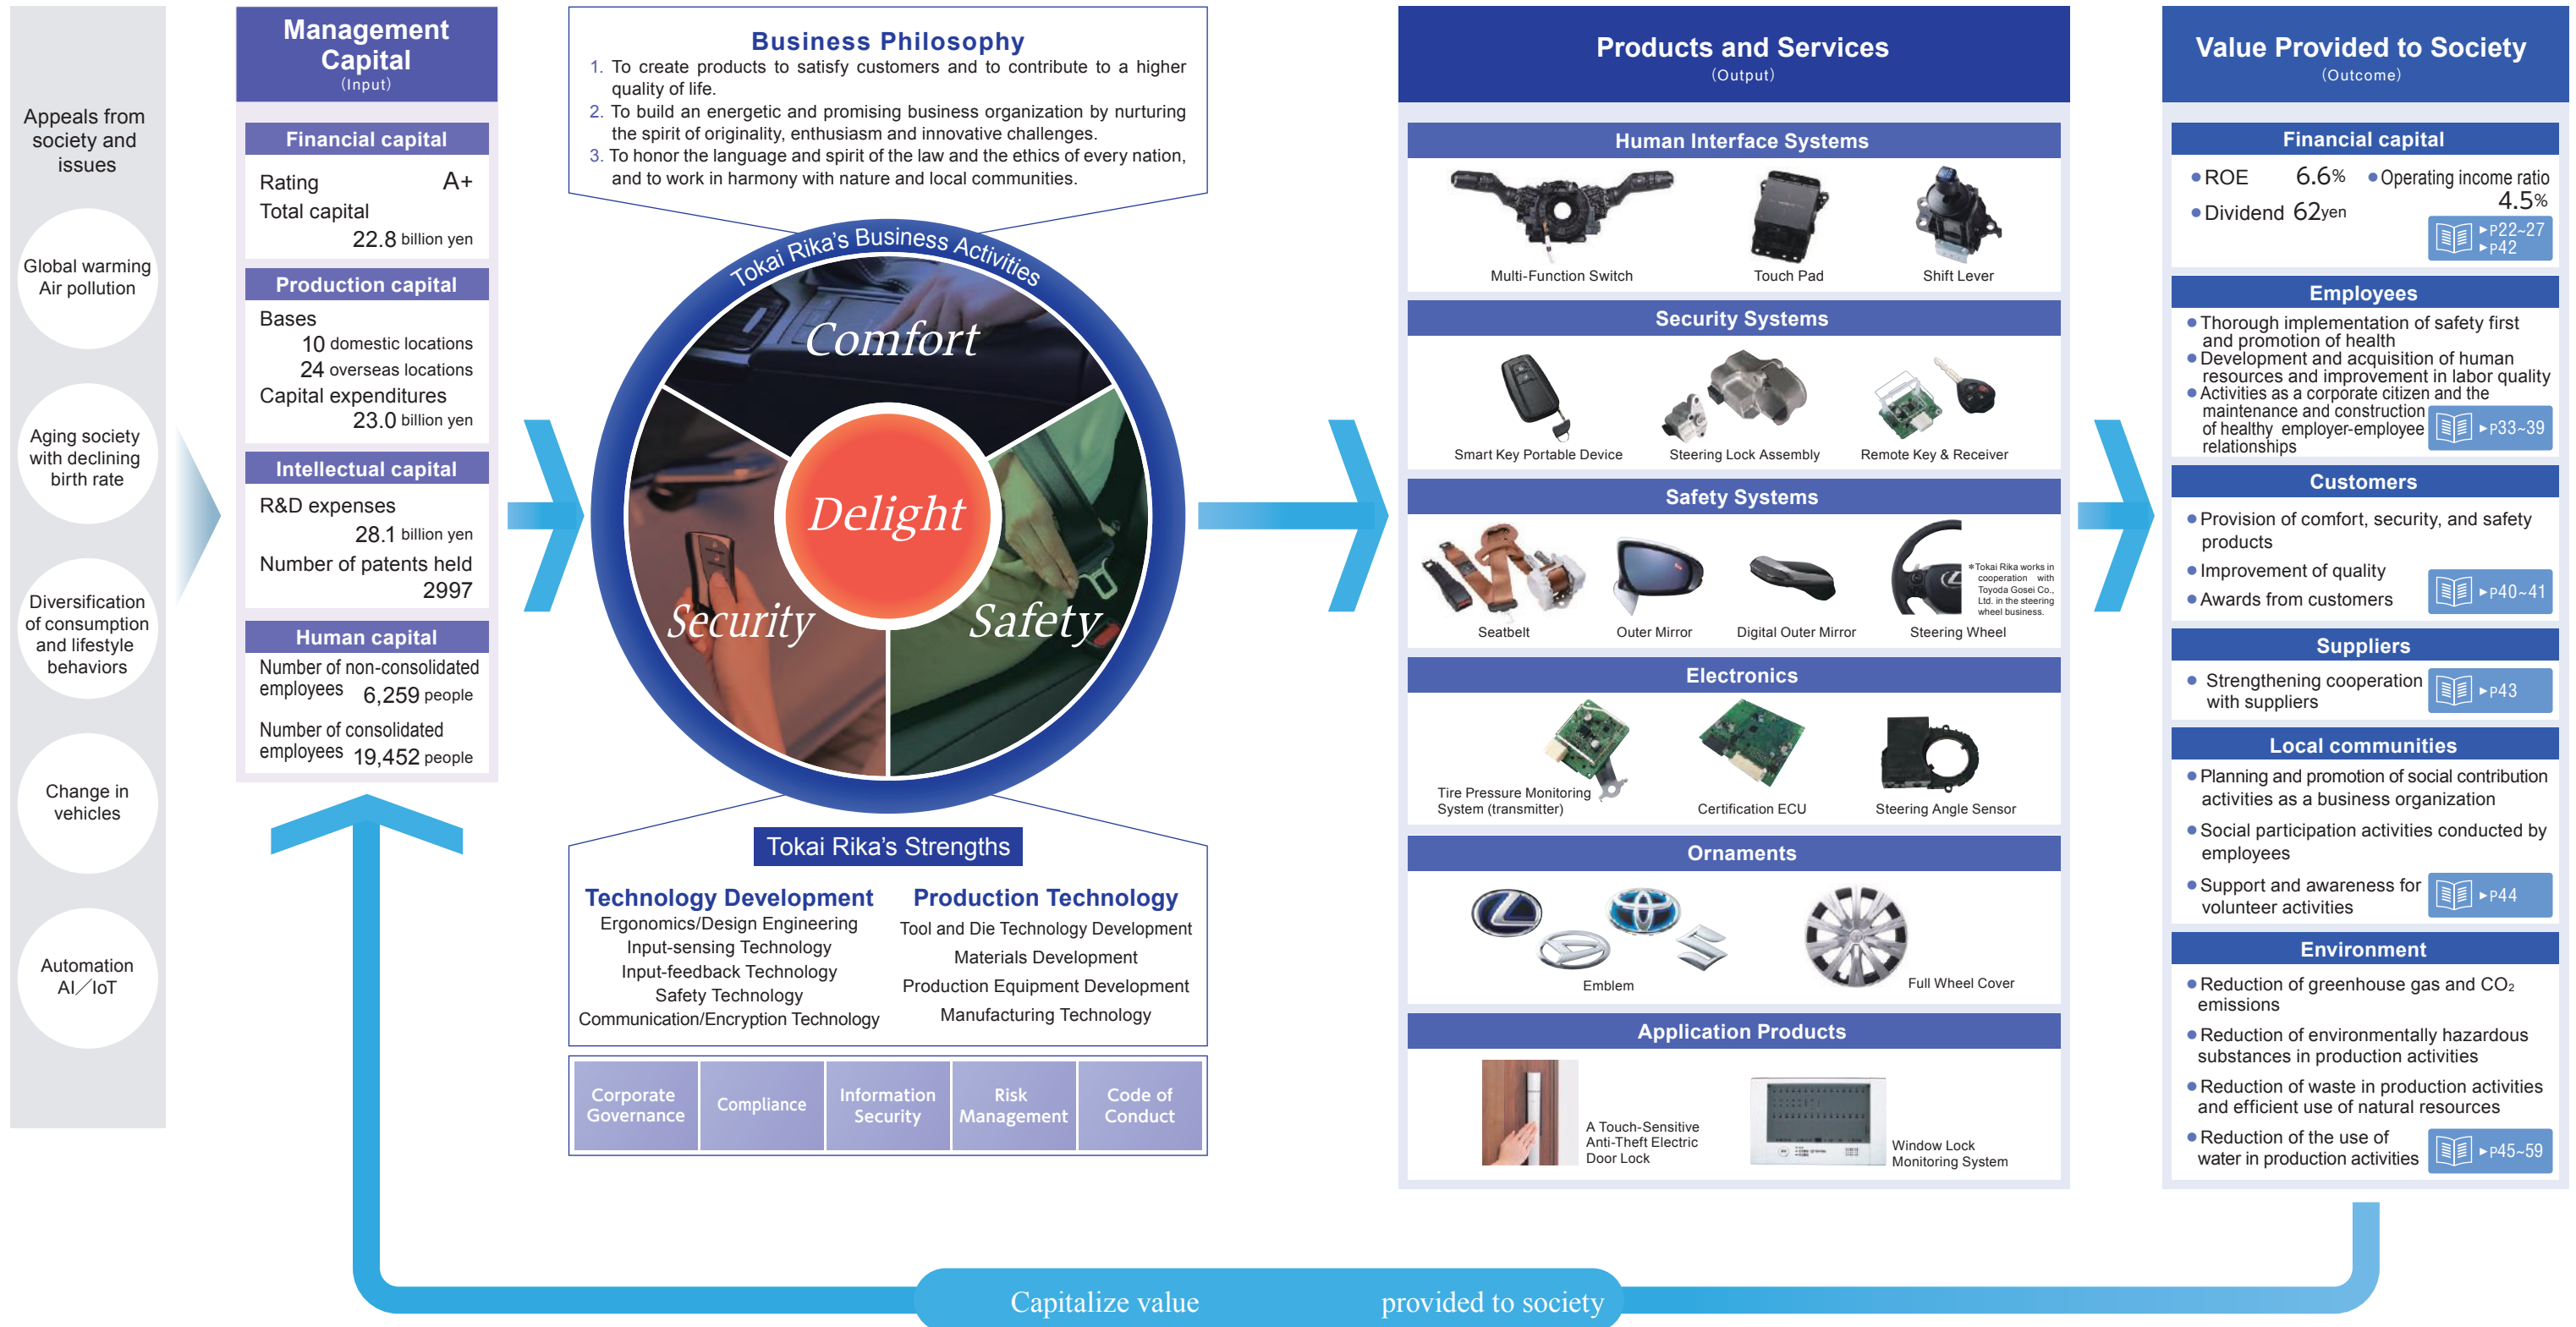 Appeals from
society and
issues
Global warming
Air pollution
Aging society
with declining
birth rate
Diversification
of consumption
and lifestyle
behaviors
Change in
vehicles
Automation
AI／IoT
Management
Capital
(Input)
Financial capital
Rating A+
Total capital
22.8 billion yen
Production capital
Bases
10 domestic locations
24 overseas locations
Capital expenditures
23.0 billion yen
Intellectual capital
R&D expenses
28.1 billion yen
Number of patents held
2997
Human capital
Number of non-consolidated
employees 6,259 people
Number of consolidated
employees 19,452 people
Business Philosophy
1. To create products to satisfy customers and to contribute to a higher
quality of life.
2. To build an energetic and promising business organization by nurturing
the spirit of originality, enthusiasm and innovative challenges.
3. To honor the language and spirit of the law and the ethics of every nation,
and to work in harmony with nature and local communities.
Tokai Rika's Business Activities
Comfort
Delight
Security
Safety
Tokai Rika's Strengths
Technology Development
Ergonomics/Design Engineering
Input-sensing Technology
Input-feedback Technology
Safety Technology
Communication/Encryption Technology
Production Technology
Tool and Die Technology Development
Materials Development
Production Equipment Development
Manufacturing Technology
Corporate
Governance
Compliance
Information
Security
Risk
Management
Code of
Conduct
Products and Services
(Output)
Human Interface Systems
Multi-Function Switch
Touch Pad
Shift Lever
Security Systems
Smart Key Portable Device
Steering Lock Assembly
Remote Key & Receiver
Safety Systems
*Tokai Rika works in
cooperation with
Toyoda Gosei Co.,
Ltd. in the steering
wheel business.
Seatbelt
Outer Mirror
Digital Outer Mirror
Steering Wheel
Electronics
Tire Pressure Monitoring
System (transmitter)
Certification ECU
Steering Angle Sensor
Ornaments
Emblem
Full Wheel Cover
Application Products
A Touch-Sensitive
Anti-Theft Electric
Door Lock
Window Lock
Monitoring System
Value Provided to Society
(Outcome)
Financial capital
●ROE 6.6%
●Operating income ratio
4.5%
●Dividend 62yen
▶P22~27
▶P42
Employees
●Thorough implementation of safety first
and promotion of health
●Development and acquisition of human
resources and improvement in labor quality
●Activities as a corporate citizen and the
maintenance and construction
of healthy employer-employee
relationships
▶P33~39
Customers
●Provision of comfort, security, and safety
products
●Improvement of quality
●Awards from customers
▶P40~41
Suppliers
●Strengthening cooperation
with suppliers
▶P43
Local communities
●Planning and promotion of social contribution
activities as a business organization
●Social participation activities conducted by
employees
●Support and awareness for
volunteer activities
▶P44
Environment
●Reduction of greenhouse gas and CO₂
emissions
●Reduction of environmentally hazardous
substances in production activities
●Reduction of waste in production activities
and efficient use of natural resources
●Reduction of the use of
water in production activities
▶P45~59
Capitalize value provided to society